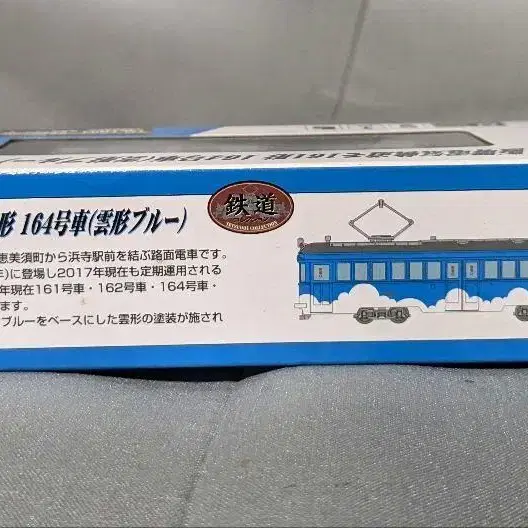 形 164号車(雲形ブルー)
鉄道
恵美須町から浜寺駅前を結ぶ路面電車です。
に登場し2017年現在も定期運用される
年現在161号車・162号車・164号車・
ます。
ブルーをベースにした雲形の塗装が施され